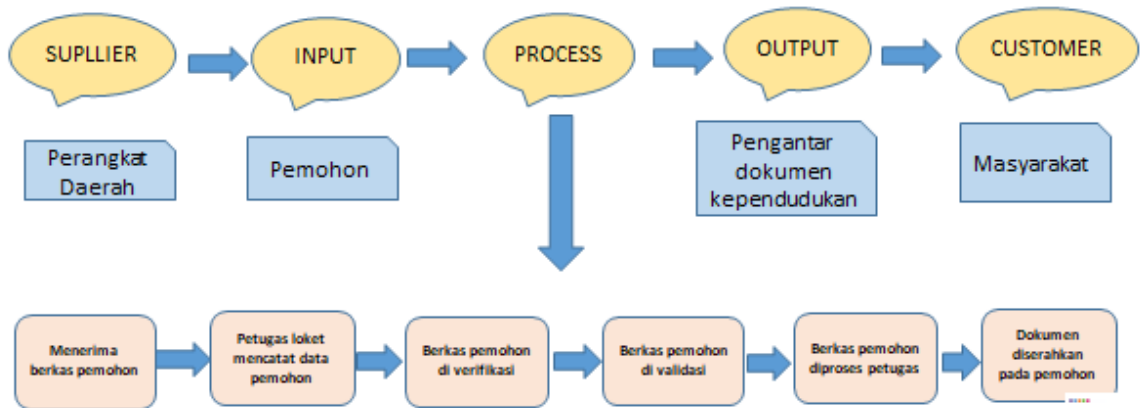 SUPLLIER
INPUT
PROCESS
OUTPUT
CUSTOMER
Perangkat
Daerah
Pemohon
Pengantar
dokumen
kependudukan
Masyarakat
Menerima
berkas pemohon
Petugas loket
mencatat data
pemohon
Berkas pemohon
di verifikasi
Berkas pemohon
di validasi
Berkas pemohon
diproses petugas
Dokumen
diserahkan
pada pemohon